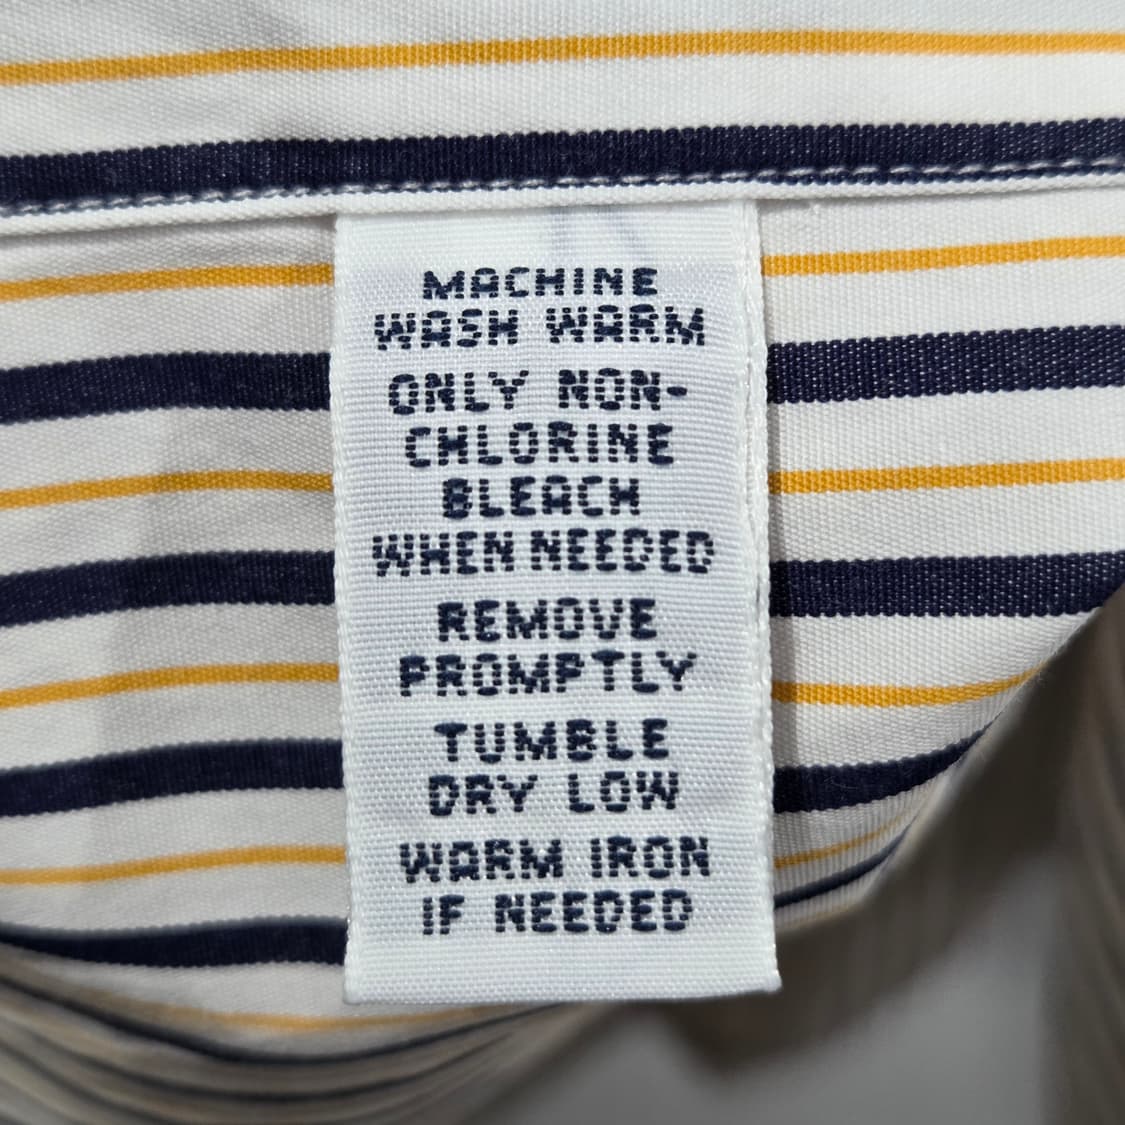 MACHINE
WASH WARM
ONLY NON-
CHLORINE
BLEACH
WHEN NEEDED
REMOVE
PROMPTLY
TUMBLE
DRY LOW
WARM IRON
IF NEEDED